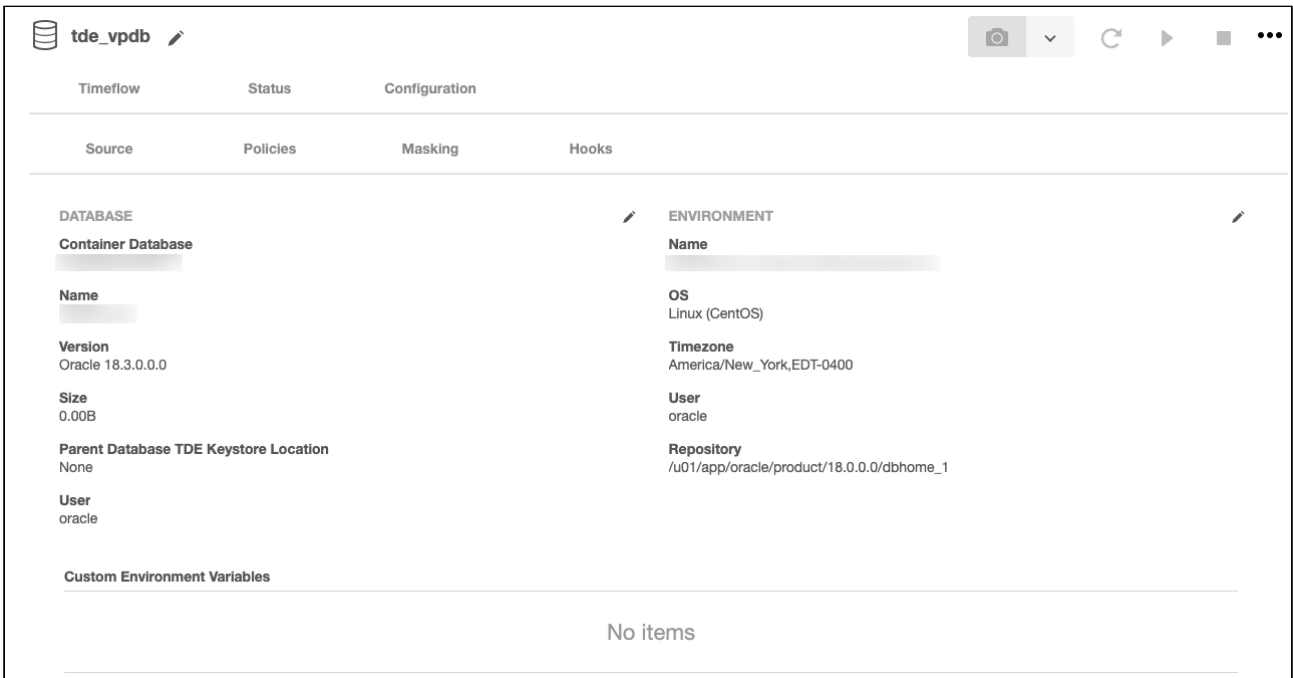 tde_vpdb
Timeflow Status Configuration
Source Policies Masking Hooks
DATABASE
Container Database
Name
Version
Oracle 18.3.0.0.0
Size
0.00B
Parent Database TDE Keystore Location
None
User
oracle
ENVIRONMENT
Name
OS
Linux (CentOS)
Timezone
America/New_York,EDT-0400
User
oracle
Repository
/u01/app/oracle/product/18.0.0.0/dbhome_1
Custom Environment Variables
No items